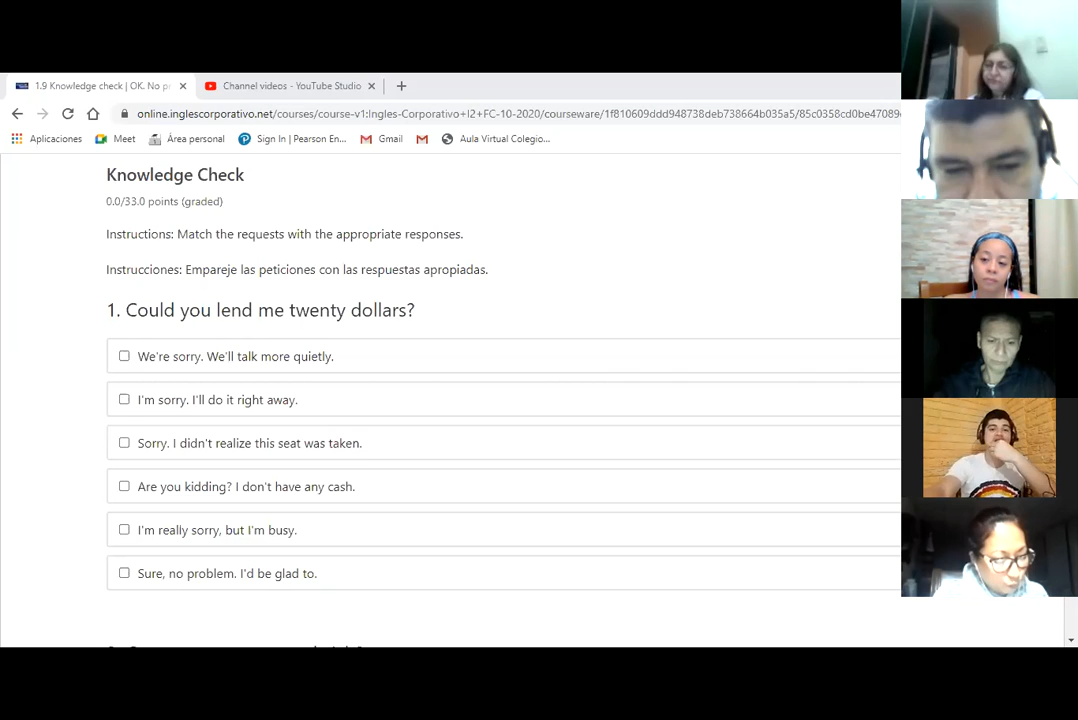 1.9 Knowledge check | OK. No pr
Channel videos - YouTube Studio
online.inglescorporativo.net/courses/course-v1:Ingles-Corporativo+I2+FC-10-2020/courseware/1f810609ddd948738deb738664b035a5/85c0358cd0be47089
Aplicaciones Meet Área personal Sign In | Pearson En... Gmail Aula Virtual Colegio...
Knowledge Check
0.0/33.0 points (graded)
Instructions: Match the requests with the appropriate responses.
Instrucciones: Empareje las peticiones con las respuestas apropiadas.
1. Could you lend me twenty dollars?
We're sorry. We'll talk more quietly.
I'm sorry. I'll do it right away.
Sorry. I didn't realize this seat was taken.
Are you kidding? I don't have any cash.
I'm really sorry, but I'm busy.
Sure, no problem. I'd be glad to.